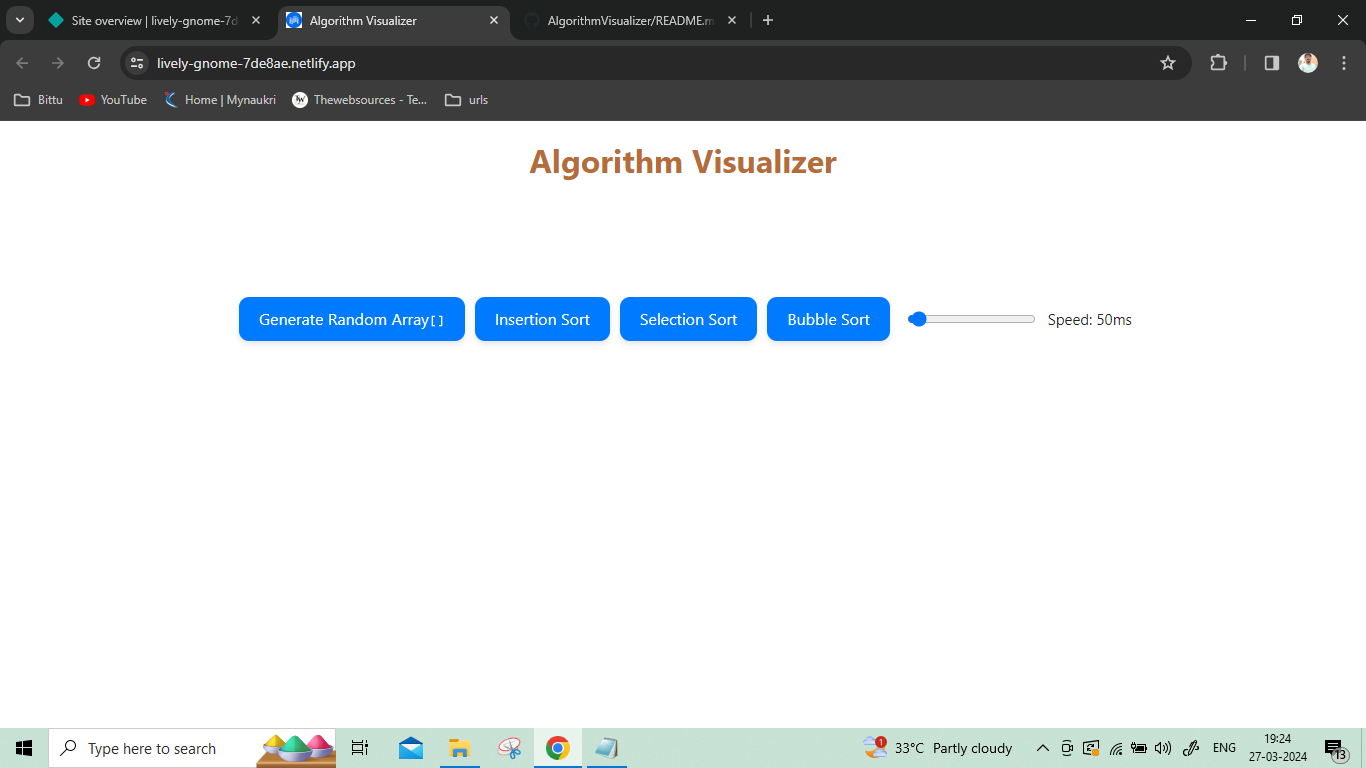 Site overview | lively-gnome-7d
Algorithm Visualizer
AlgorithmVisualizer/README.m
lively-gnome-7de8ae.netlify.app
Bittu
YouTube
Home | Mynaukri
Thewebsources - Te...
urls
Algorithm Visualizer
Generate Random Array[]
Insertion Sort
Selection Sort
Bubble Sort
Speed: 50ms
Type here to search
1
33°C Partly cloudy
ENG
19:24
27-03-2024
13